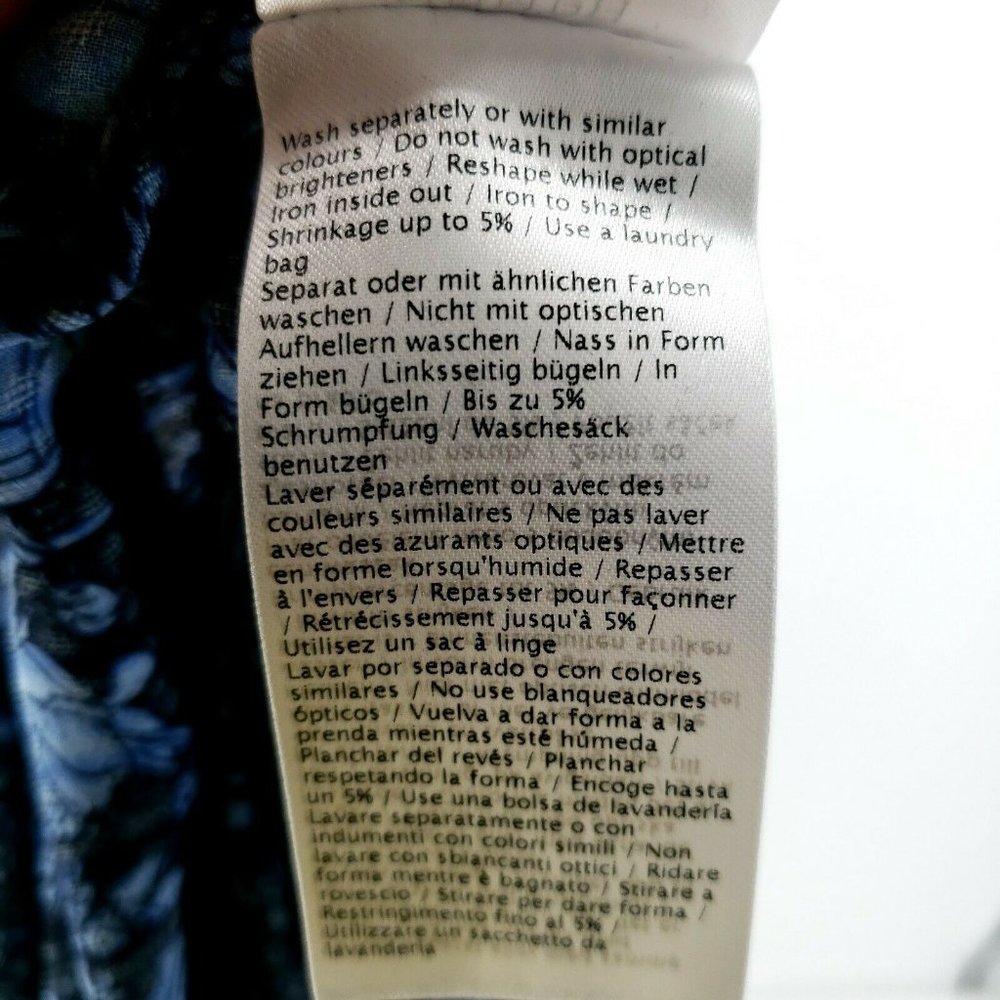 Wash separately or with similar
colours / Do not wash with optical
brighteners / Reshape while wet /
Iron inside out / Iron to shape /
Shrinkage up to 5% / Use a laundry
bag
Separat oder mit ähnlichen Farben
waschen / Nicht mit optischen
Aufhellern waschen / Nass in Form
ziehen / Linksseitig bügeln / In
Form bügeln / Bis zu 5%
Schrumpfung / Waschesäck
benutzen
Laver séparément ou avec des
couleurs similaires / Ne pas laver
avec des azurants optiques / Mettre
en forme lorsqu'humide / Repasser
à l'envers / Repasser pour façonner
/ Rétrécissement jusqu'à 5% /
Utilisez un sac à linge
Lavar por separado o con colores
similares / No use blanqueadores
ópticos / Vuelva a dar forma a la
prenda mientras esté húmeda /
Planchar del revés / Planchar
respetando la forma / Encoge hasta
un 5% / Use una bolsa de lavandería
Lavare separatamente o con
indumenti con colori simili / Non
lavare con sbiancanti ottici / Ridare
forma mentre è bagnato / Stirare a
rovescio / Stirare per dare forma /
Restringimento fino al 5% /
Utilizzare un sacchetto da
lavanderia